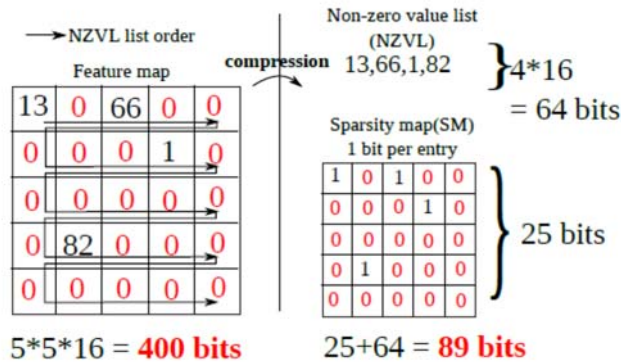 NZVL list order
Feature map
13 0 66 0 0
0 0 0 1 0
0 0 0 0 0
0 82 0 0 0
0 0 0 0 0
5*5*16 = 400 bits
compression
Non-zero value list
(NZVL)
13,66,1,82
4*16
= 64 bits
Sparsity map(SM)
1 bit per entry
1 0 1 0 0
0 0 0 1 0
0 0 0 0 0
0 1 0 0 0
0 0 0 0 0
25 bits
25+64 = 89 bits